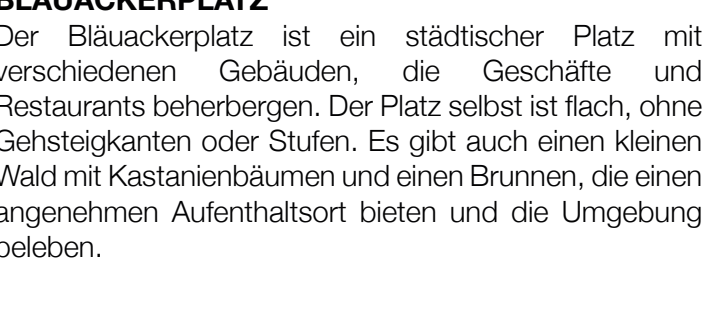 BLÄUACKERPLATZ
Der Bläuackerplatz ist ein städtischer Platz mit
verschiedenen Gebäuden, die Geschäfte und
Restaurants beherbergen. Der Platz selbst ist flach, ohne
Gehsteigkanten oder Stufen. Es gibt auch einen kleinen
Wald mit Kastanienbäumen und einen Brunnen, die einen
angenehmen Aufenthaltsort bieten und die Umgebung
beleben.